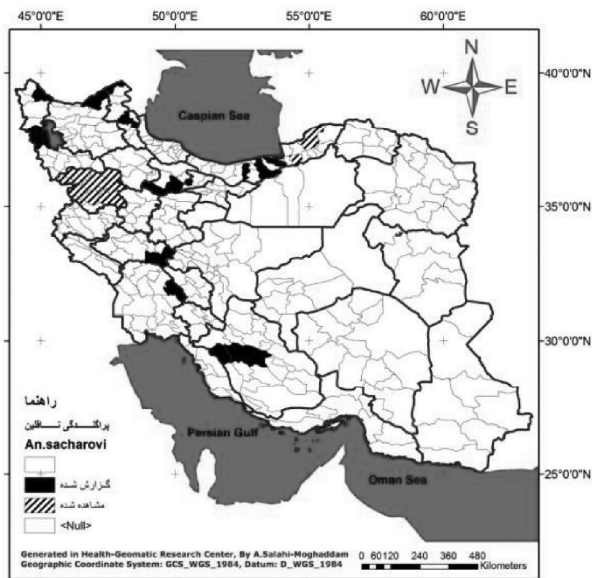 45°0'0"E 50°0'0"E 55°0'0"E 60°0'0"E
N
W E
S
40°0'0"N
35°0'0"N
30°0'0"N
25°0'0"N
Caspian Sea
Persian Gulf
Oman Sea
راهنما
پراکندگی ناقلین
An.sacharovi
گزارش شده
مشاهده شده
<Null>
Generated in Health-Geomatic Research Center, By A.Salahi-Moghaddam
Geographic Coordinate System: GCS_WGS_1984, Datum: D_WGS_1984
0 60 120 240 360 480
Kilometers